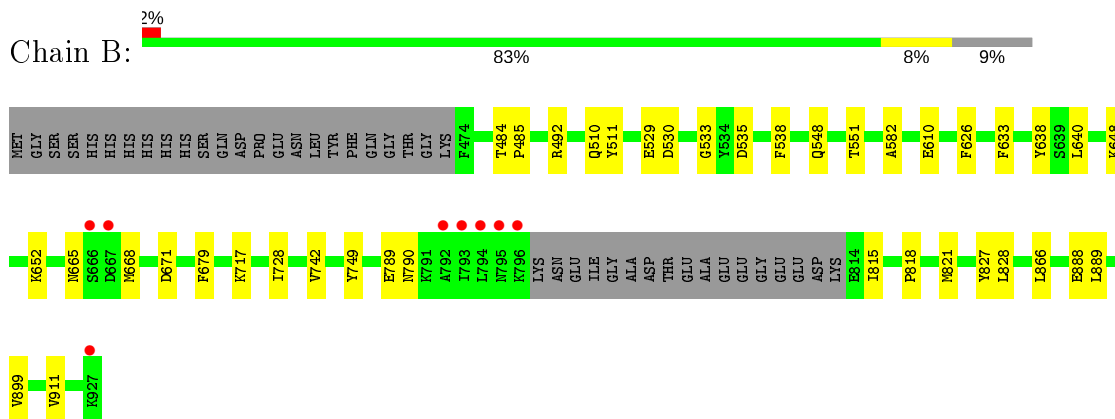 2%
Chain B:
83% 8% 9%
MET GLY SER SER HIS HIS HIS HIS HIS HIS SER GLN ASP PRO GLU ASN LEU TYR PHE GLN GLY THR GLY LYS F474 T484 P485 R492 Q510 Y511 E529 D530 G533 Y534 D535 F538 Q548 T551 A582 E610 F626 F633 Y638 S639 L640 K648
K652 N665 S666 D667 M668 D671 F679 K717 I728 V742 Y749 E789 N790 K791 A792 I793 L794 N795 K796 LYS ASN GLU ILE GLY ALA ASP THR GLU ALA GLU GLU GLY GLU GLU ASP LYS E814 I815 P818 M821 Y827 L828 L866 E888 L889
V899 V911 K927